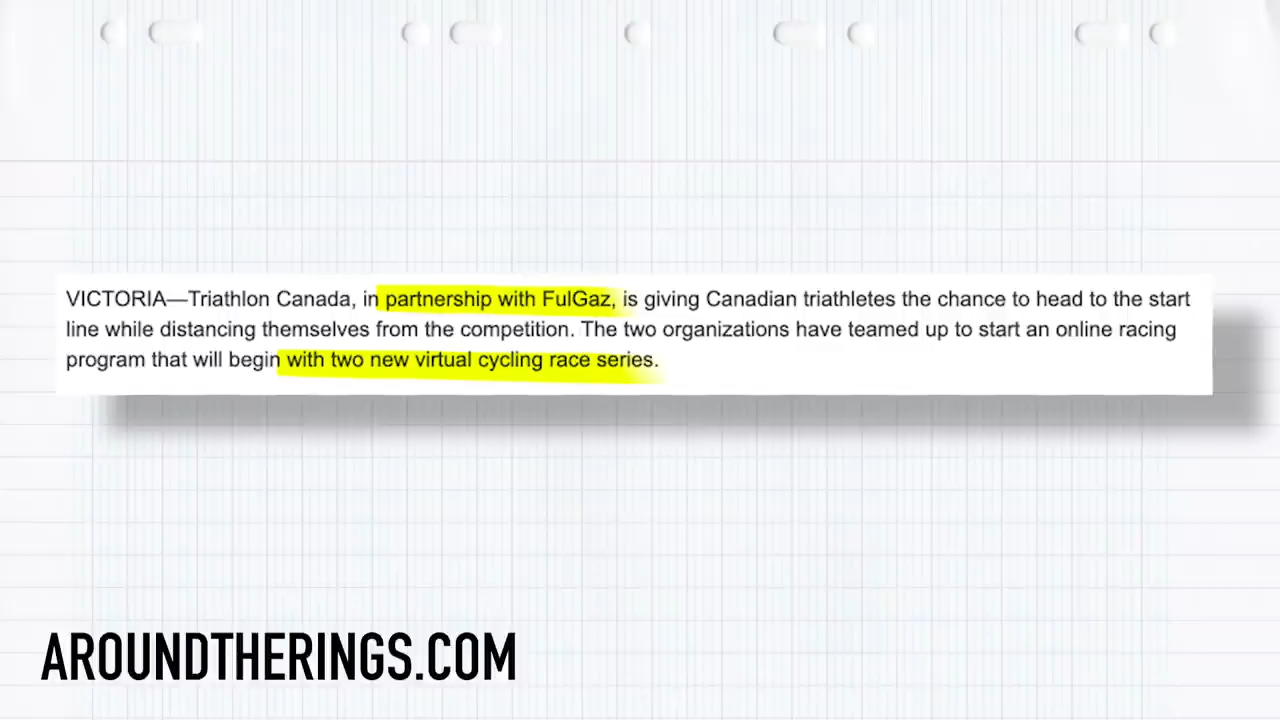 VICTORIA—Triathlon Canada, in partnership with FulGaz, is giving Canadian triathletes the chance to head to the start
line while distancing themselves from the competition. The two organizations have teamed up to start an online racing
program that will begin with two new virtual cycling race series.
AROUNDTHERINGS.COM